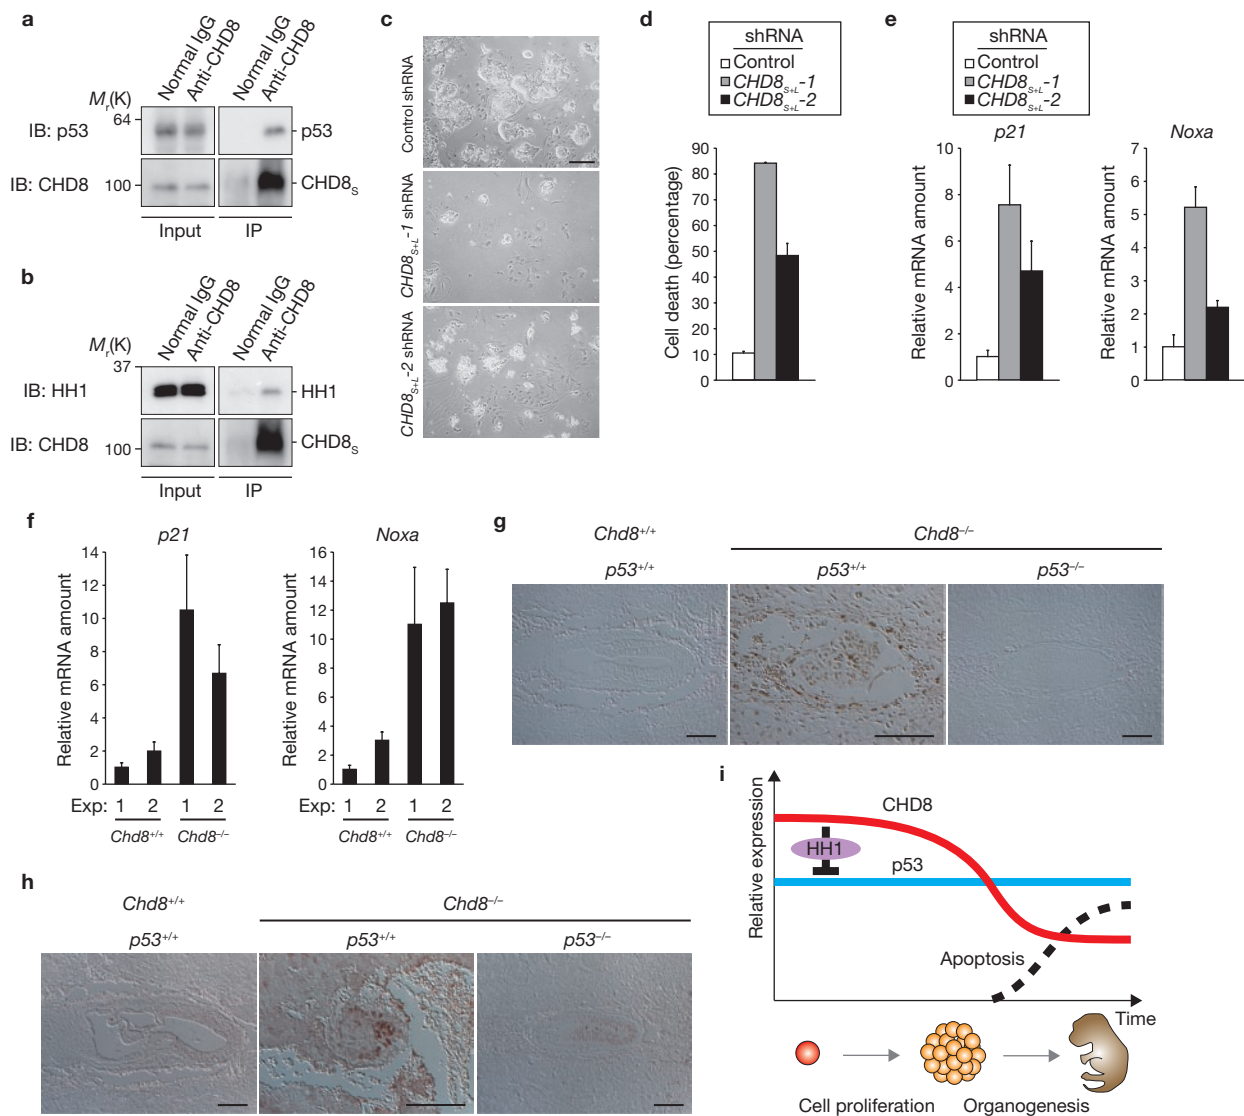 a
Normal IgG
Anti-CHD8
Normal IgG
Anti-CHD8
Mr(K)
64
IB: p53
p53
IB: CHD8
100
CHD8S
Input
IP
b
Normal IgG
Anti-CHD8
Normal IgG
Anti-CHD8
Mr(K)
37
IB: HH1
HH1
IB: CHD8
100
CHD8S
Input
IP
c
Control shRNA
CHD8S+L-1 shRNA
CHD8S+L-2 shRNA
d
shRNA
Control
CHD8S+L-1
CHD8S+L-2
Cell death (percentage)
90
80
70
60
50
40
30
20
10
0
e
shRNA
Control
CHD8S+L-1
CHD8S+L-2
p21
Relative mRNA amount
10
8
6
4
2
0
Noxa
Relative mRNA amount
7
6
5
4
3
2
1
0
f
p21
Relative mRNA amount
14
12
10
8
6
4
2
0
Exp: 1 2 1 2
Chd8+/+ Chd8–/–
Noxa
Relative mRNA amount
16
14
12
10
8
6
4
2
0
Exp: 1 2 1 2
Chd8+/+ Chd8–/–
g
Chd8+/+ Chd8–/–
p53+/+ p53+/+ p53–/–
h
Chd8+/+ Chd8–/–
p53+/+ p53+/+ p53–/–
i
Relative expression
CHD8
HH1
p53
Apoptosis
Time
Cell proliferation Organogenesis